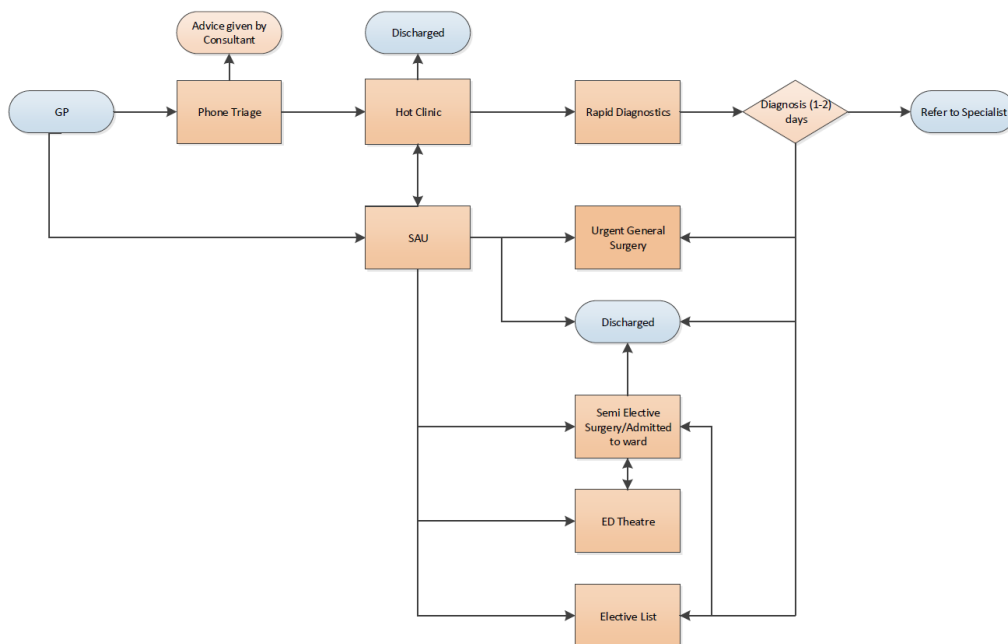 Advice given by
Consultant
Discharged
GP
Phone Triage
Hot Clinic
Rapid Diagnostics
Diagnosis (1-2)
days
Refer to Specialist
SAU
Urgent General
Surgery
Discharged
Semi Elective
Surgery/Admitted
to ward
ED Theatre
Elective List